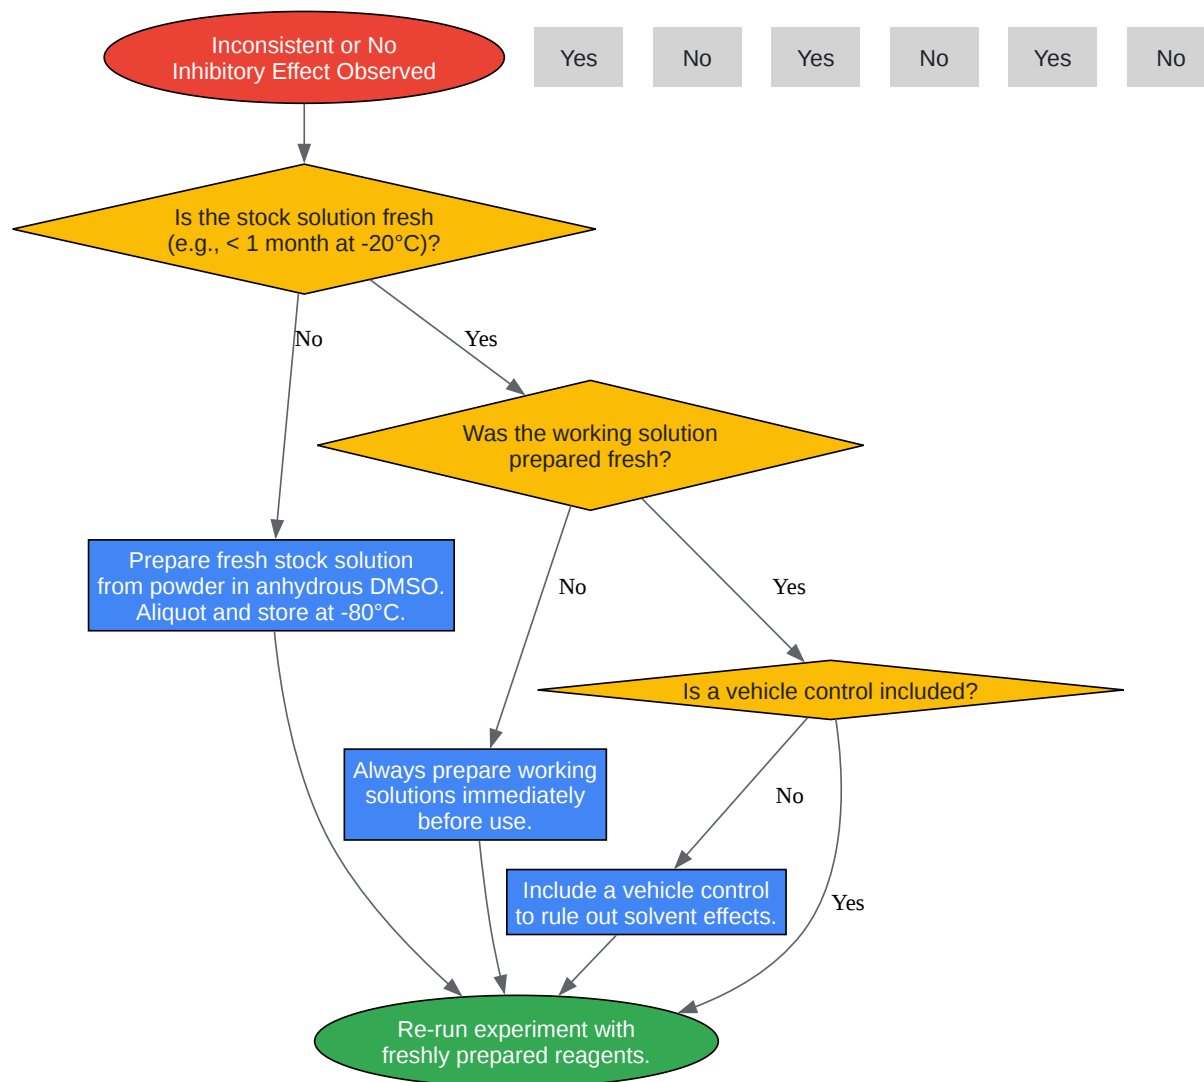 Inconsistent or No
Inhibitory Effect Observed
Yes
No
Yes
No
Yes
No
Is the stock solution fresh
(e.g., < 1 month at -20°C)?
No
Yes
Was the working solution
prepared fresh?
Prepare fresh stock solution
from powder in anhydrous DMSO.
Aliquot and store at -80°C.
No
Yes
Is a vehicle control included?
Always prepare working
solutions immediately
before use.
No
Include a vehicle control
to rule out solvent effects.
Yes
Re-run experiment with
freshly prepared reagents.